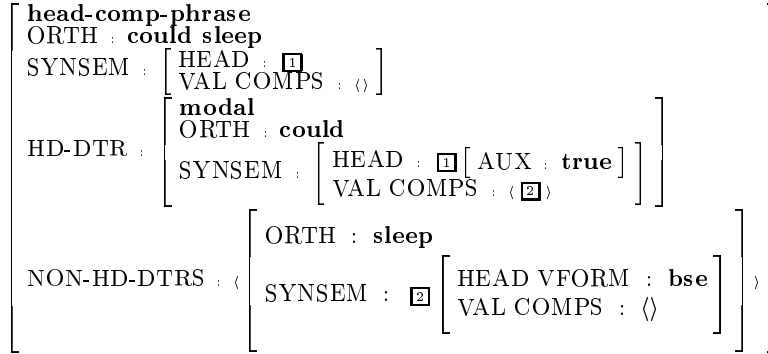 head-comp-phrase
ORTH : could sleep
SYNSEM : [ HEAD : 1
VAL COMPS : ⟨⟩ ]
modal
ORTH : could
HD-DTR :
SYNSEM : [ HEAD : 1 [ AUX : true ]
VAL COMPS : ⟨ 2 ⟩ ]
ORTH : sleep
NON-HD-DTRS : ⟨ ⟩
SYNSEM : 2 [ HEAD VFORM : bse
VAL COMPS : ⟨⟩ ]